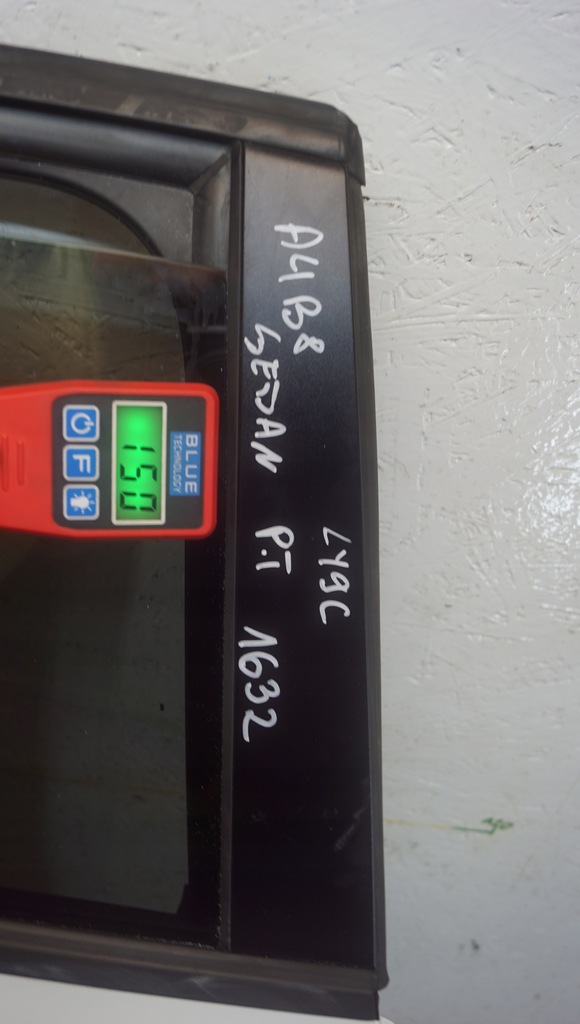 A4 B8
SEDAN P.T 1632
LY9C
BLUE
TECHNOLOGY
150
F